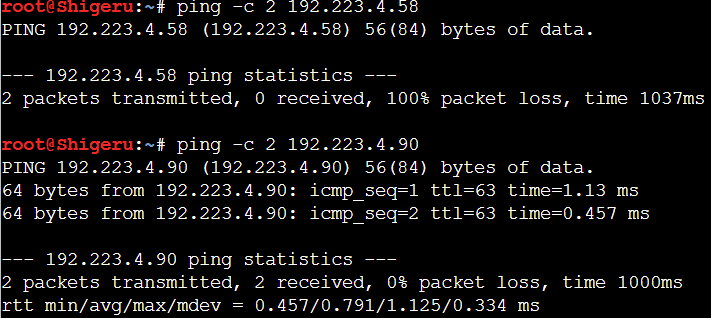 root@Shigeru:~# ping -c 2 192.223.4.58
PING 192.223.4.58 (192.223.4.58) 56(84) bytes of data.
--- 192.223.4.58 ping statistics ---
2 packets transmitted, 0 received, 100% packet loss, time 1037ms
root@Shigeru:~# ping -c 2 192.223.4.90
PING 192.223.4.90 (192.223.4.90) 56(84) bytes of data.
64 bytes from 192.223.4.90: icmp_seq=1 ttl=63 time=1.13 ms
64 bytes from 192.223.4.90: icmp_seq=2 ttl=63 time=0.457 ms
--- 192.223.4.90 ping statistics ---
2 packets transmitted, 2 received, 0% packet loss, time 1000ms
rtt min/avg/max/mdev = 0.457/0.791/1.125/0.334 ms